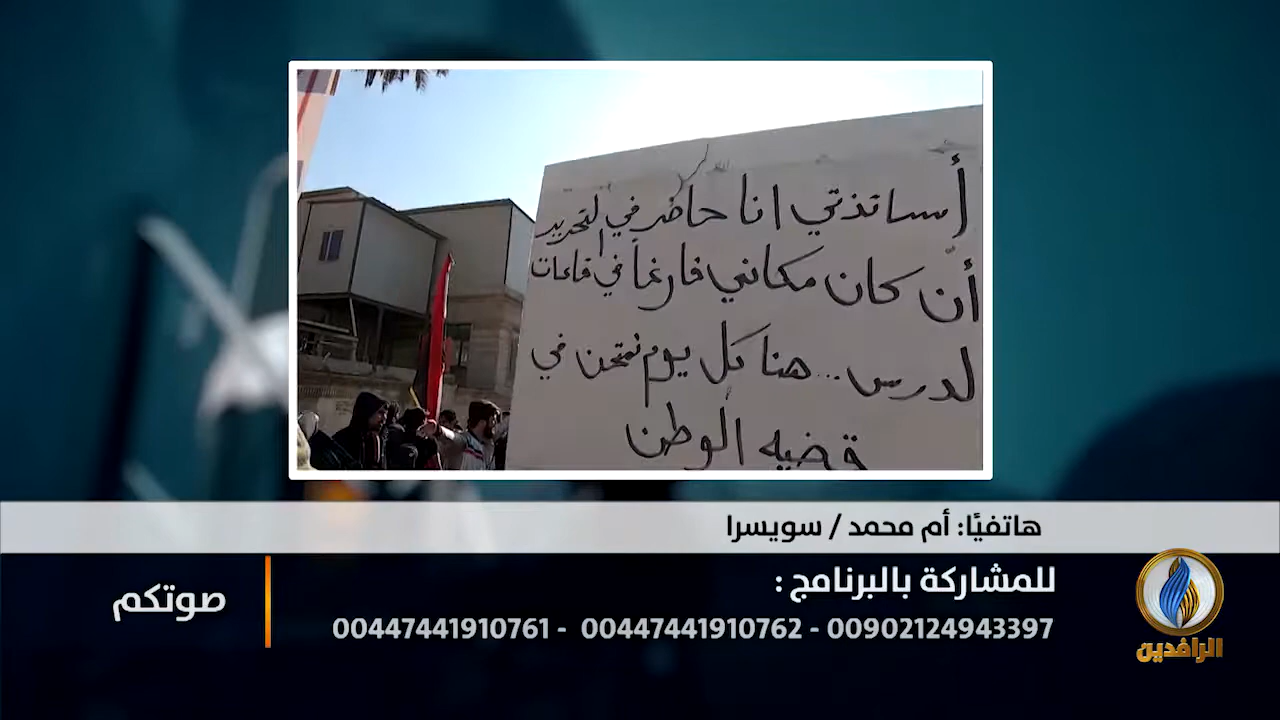 أساتذتي انا حاضر في التحرير
أن كان مكاني فارغاً في قاعات
لدرس... هنا كل يوم نمتحن في
قضيه الوطن
هاتفيًا: أم محمد / سويسرا
للمشاركة بالبرنامج :
00447441910761 - 00447441910762 - 00902124943397
صوتكم
الرافدين